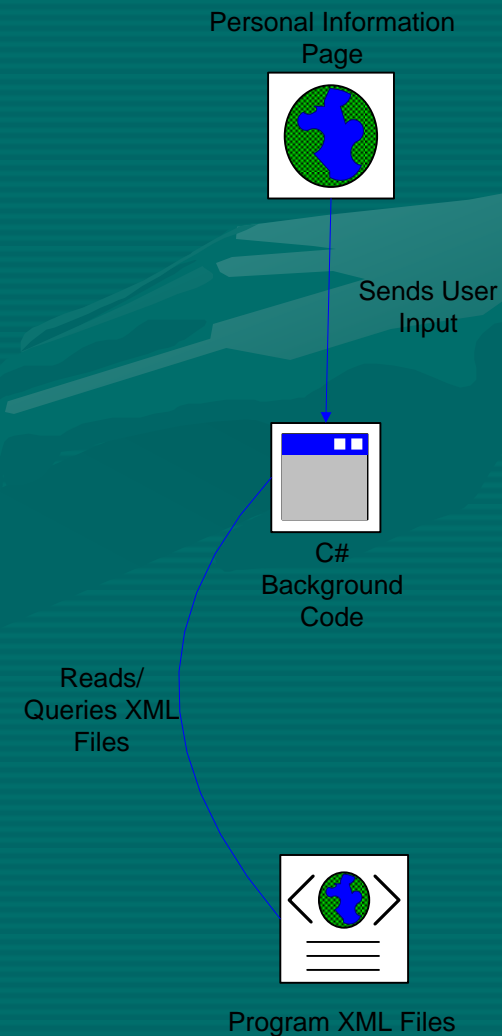 Personal Information
Page
Sends User
Input
C#
Background
Code
Reads/
Queries XML
Files
Program XML Files